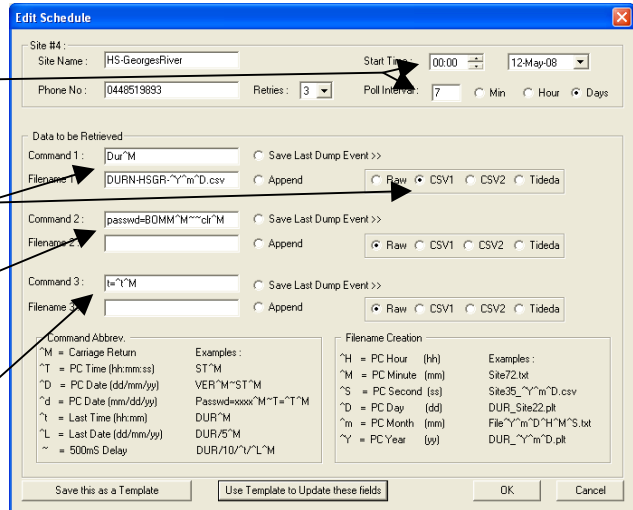 Edit Schedule
Site #4 :
Site Name : HS-GeorgesRiver Start Time : 00:00 12-May-08
Phone No : 0448519893 Retries : 3 Poll Interval : 7 Min Hour Days
Data to be Retrieved
Command 1 : Dur^M Save Last Dump Event >>
Filename 1 DURN-HSGR-^Y^m^D.csv Append Raw CSV1 CSV2 Tideda
Command 2 : passwd=BOMM^M~~clr^M Save Last Dump Event >>
Filename 2 : Append Raw CSV1 CSV2 Tideda
Command 3 : t=^t^M Save Last Dump Event >>
Filename 3 : Append Raw CSV1 CSV2 Tideda
Command Abbrev.
^M = Carriage Return Examples :
^T = PC Time (hh:mm:ss) ST^M
^D = PC Date (dd/mm/yy) VER^M~ST^M
^d = PC Date (mm/dd/yy) Passwd=xxxx^M~T=^T^M
^t = Last Time (hh:mm) DUR^M
^L = Last Date (dd/mm/yy) DUR/5^M
~ = 500mS Delay DUR/10/^t/^L^M
Filename Creation
^H = PC Hour (hh) Examples :
^M = PC Minute (mm) Site72.txt
^S = PC Second (ss) Site35_^Y^m^D.csv
^D = PC Day (dd) DUR_Site22.plt
^m = PC Month (mm) File^Y^m^D^H^M^S.txt
^Y = PC Year (yy) DUR_^Y^m^D.plt
Save this as a Template Use Template to Update these fields OK Cancel